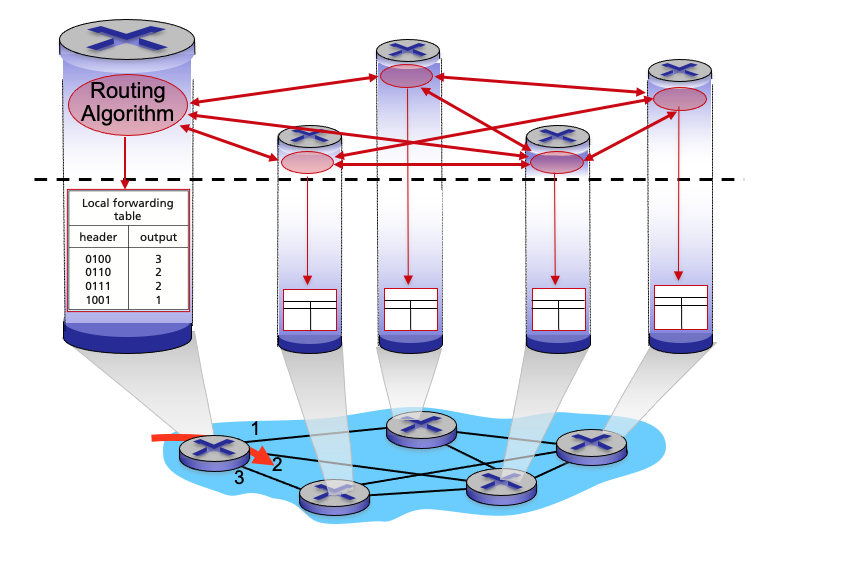 Routing
Algorithm
Local forwarding
table
header output
0100 3
0110 2
0111 2
1001 1
1
2
3